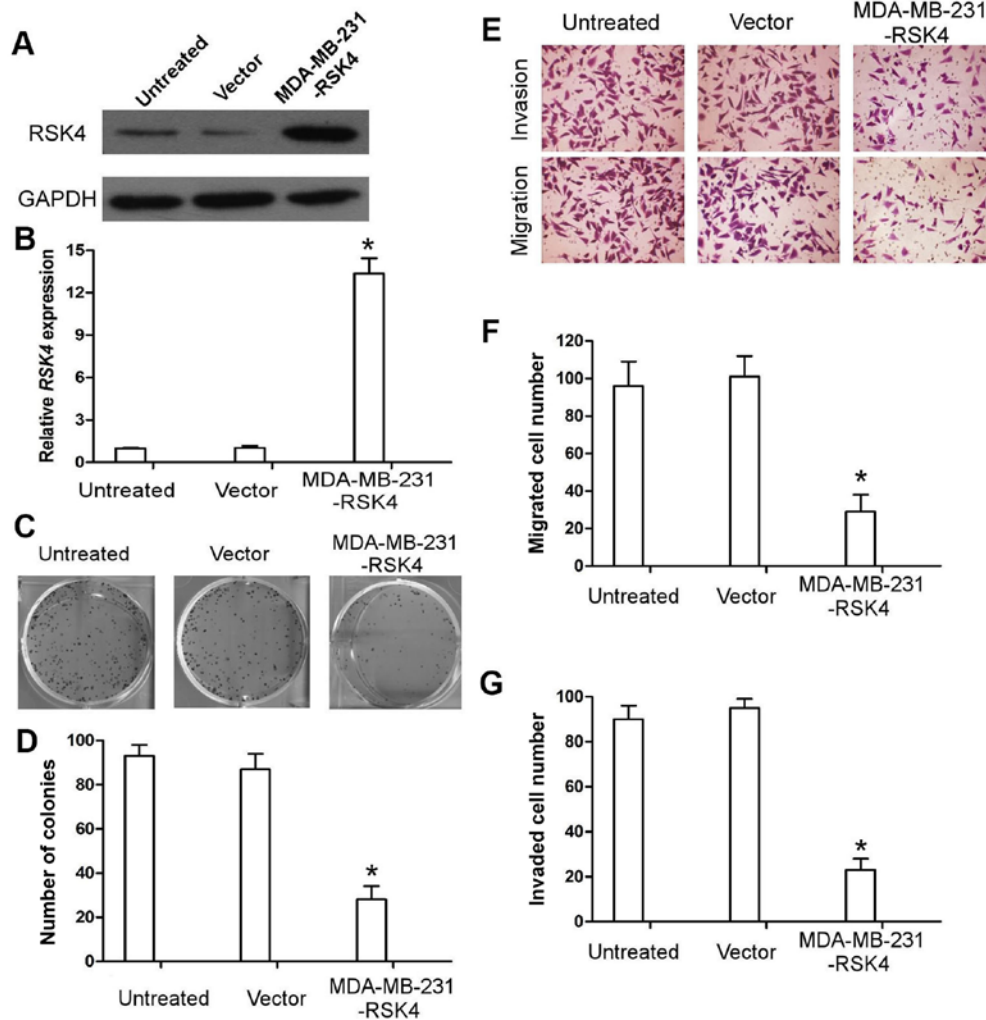 A
Untreated
Vector
MDA-MB-231
-RSK4
RSK4
GAPDH
B
Relative RSK4 expression
15
12
9
6
3
0
*
Untreated
Vector
MDA-MB-231
-RSK4
C
Untreated
Vector
MDA-MB-231
-RSK4
D
Number of colonies
100
80
60
40
20
0
*
Untreated
Vector
MDA-MB-231
-RSK4
E
Untreated
Vector
MDA-MB-231
-RSK4
Invasion
Migration
F
Migrated cell number
120
100
80
60
40
20
0
*
Untreated
Vector
MDA-MB-231
-RSK4
G
Invaded cell number
100
80
60
40
20
0
*
Untreated
Vector
MDA-MB-231
-RSK4